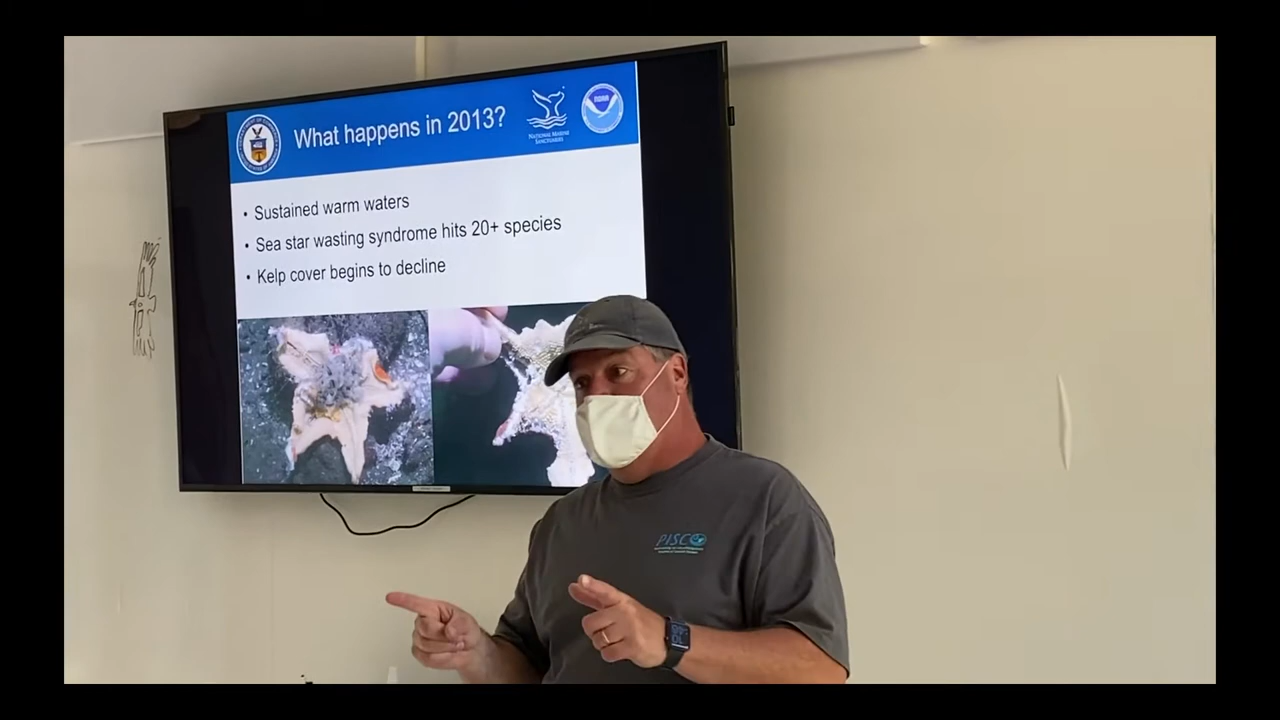 What happens in 2013?
NATIONAL MARINE
SANCTUARIES
NOAA
• Sustained warm waters
• Sea star wasting syndrome hits 20+ species
• Kelp cover begins to decline
PISCO